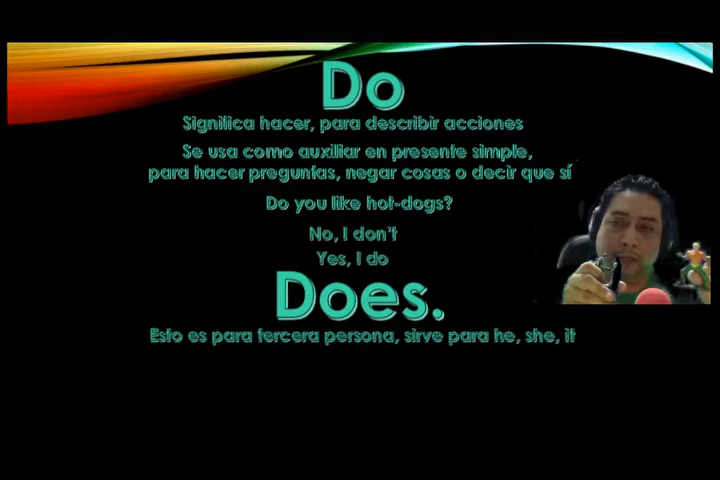 Do
Significa hacer, para describir acciones
Se usa como auxiliar en presente simple,
para hacer preguntas, negar cosas o decir que sí
Do you like hot-dogs?
No, I don't
Yes, I do
Does.
Esto es para tercera persona, sirve para he, she, it